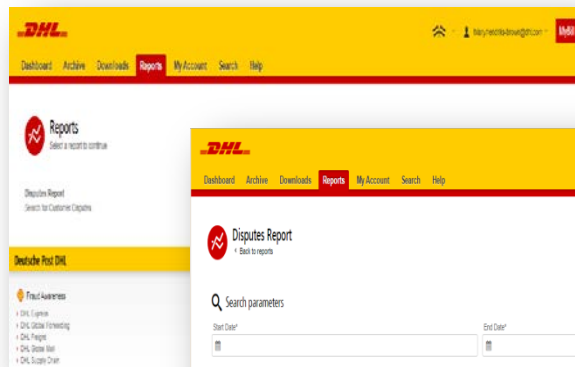 DHL
MyBill
Dashboard Archive Downloads Reports My Account Search Help
Reports
Select a report to continue
Disputes Report
Search for Customer Disputes
Deutsche Post DHL
Fraud Awareness
DHL Express
DHL Global Forwarding
DHL Freight
DHL Global Mail
DHL Supply Chain
DHL
Dashboard Archive Downloads Reports My Account Search Help
Disputes Report
Back to reports
Search parameters
Start Date* End Date*